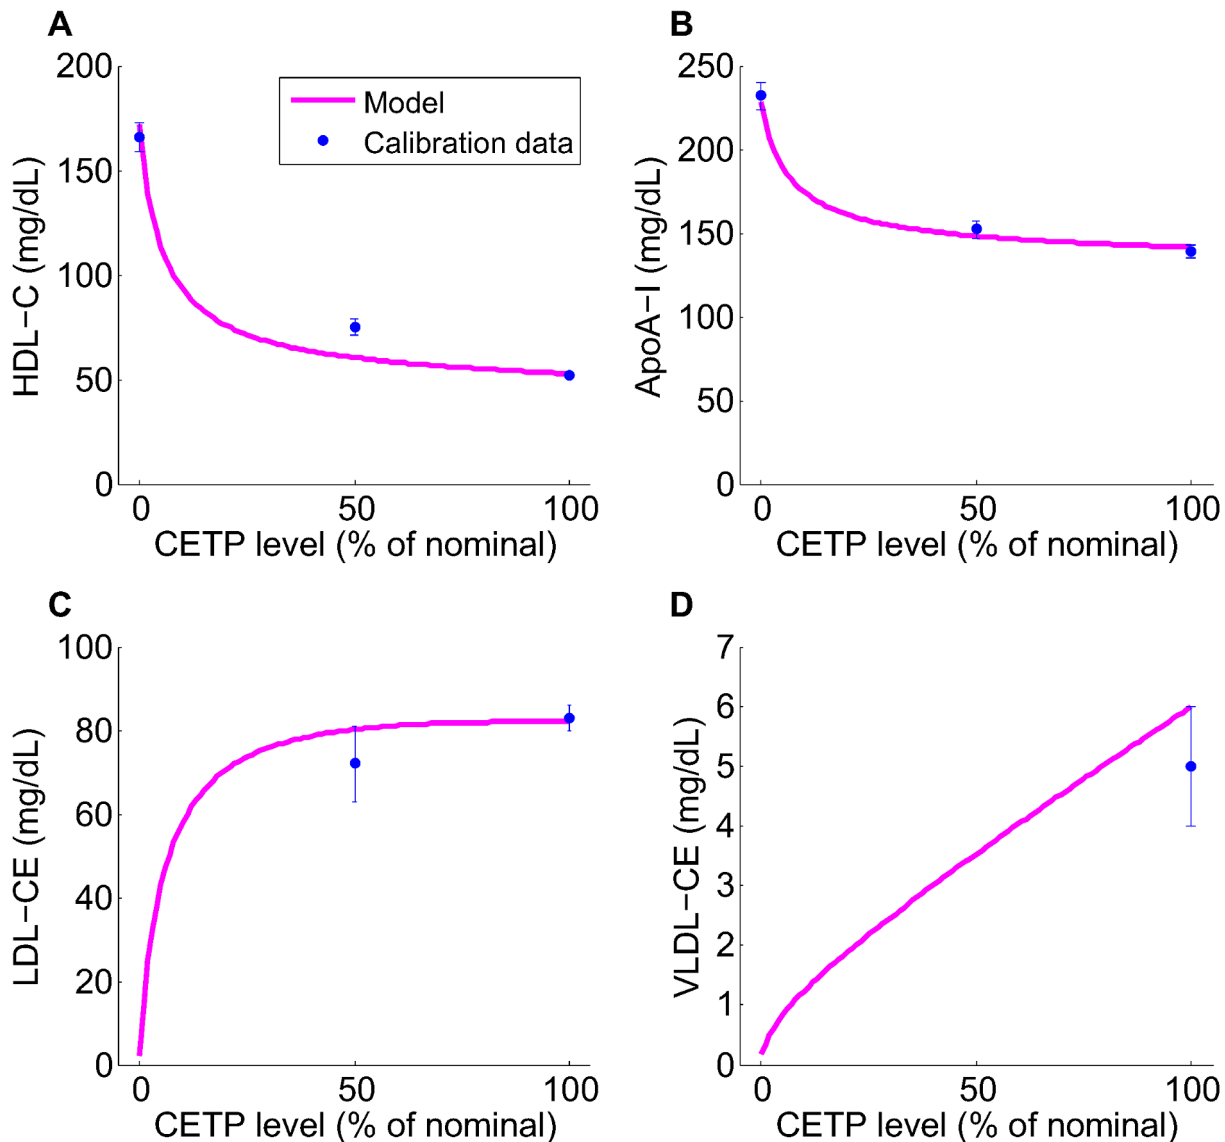 A
HDL−C (mg/dL)
200
150
100
50
0
Model
Calibration data
0 50 100
CETP level (% of nominal)
B
ApoA−I (mg/dL)
250
200
150
100
50
0
0 50 100
CETP level (% of nominal)
C
LDL−CE (mg/dL)
100
80
60
40
20
0
0 50 100
CETP level (% of nominal)
D
VLDL−CE (mg/dL)
7
6
5
4
3
2
1
0
0 50 100
CETP level (% of nominal)